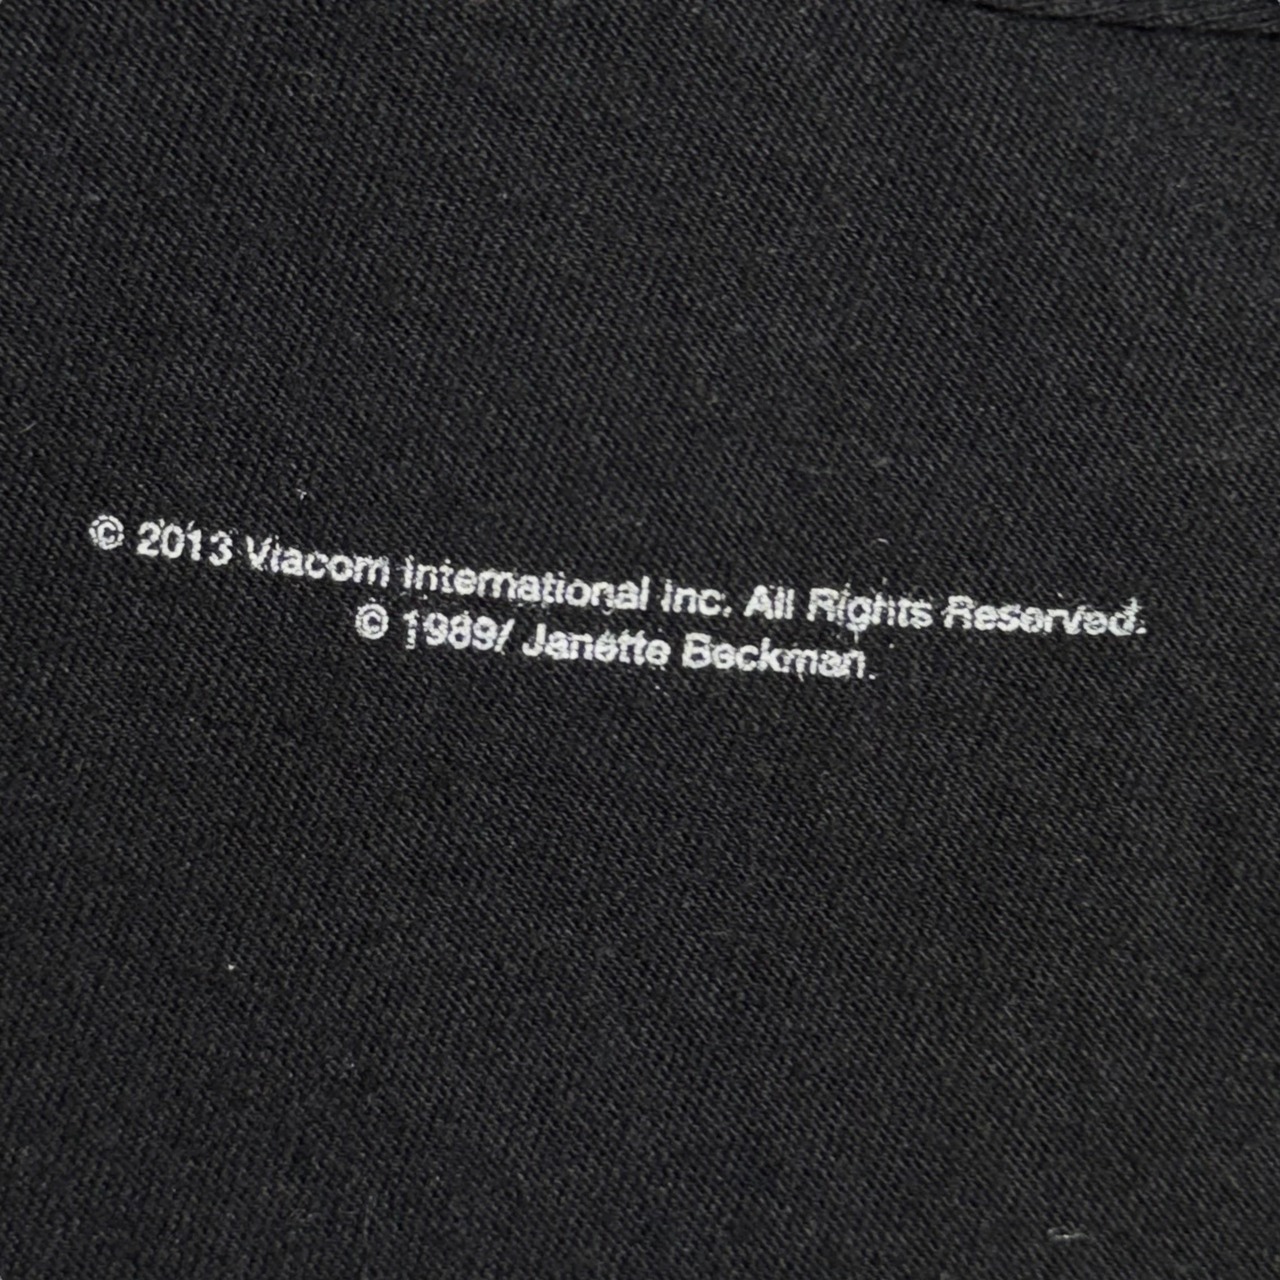 © 2013 Viacom International Inc. All Rights Reserved.
© 1989/ Janette Beckman.